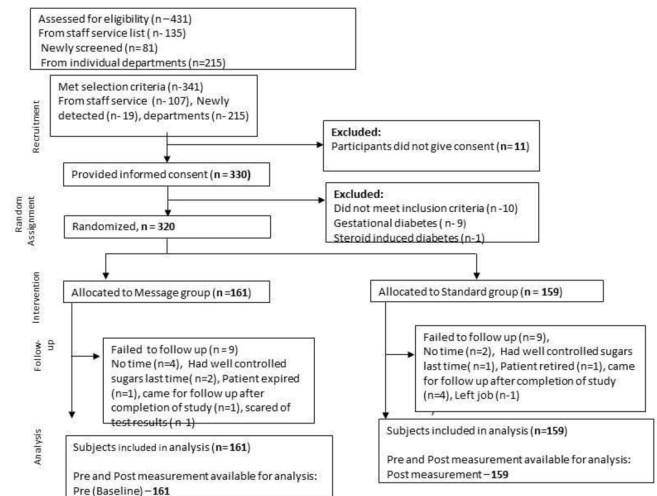 Assessed for eligibility (n–431)
From staff service list (n- 135)
Newly screened (n=81)
From individual departments (n=215)
Recruitment
Met selection criteria (n-341)
From staff service (n- 107), Newly
detected (n- 19), departments (n- 215)
Excluded:
Participants did not give consent (n=11)
Provided informed consent (n=330)
Random
Assignment
Excluded:
Did not meet inclusion criteria (n -10)
Gestational diabetes ( n- 9)
Steroid induced diabetes (n-1)
Randomized, n = 320
Intervention
Allocated to Message group (n =161)
Allocated to Standard group (n = 159)
Follow-
up
Failed to follow up (n= 9)
No time (n=4), Had well controlled
sugars last time( n=2), Patient expired
(n=1), came for follow up after
completion of study (n=1), scared of
test results ( n-1)
Failed to follow up (n=9),
No time (n=2), Had well controlled sugars
last time (n=1), Patient retired (n=1), came
for follow up after completion of study
(n=4), Left job (n-1)
Analysis
Subjects included in analysis (n=161)
Pre and Post measurement available for analysis:
Pre (Baseline) – 161
Subjects included in analysis (n=159)
Pre and Post measurement available for analysis:
Post measurement – 159